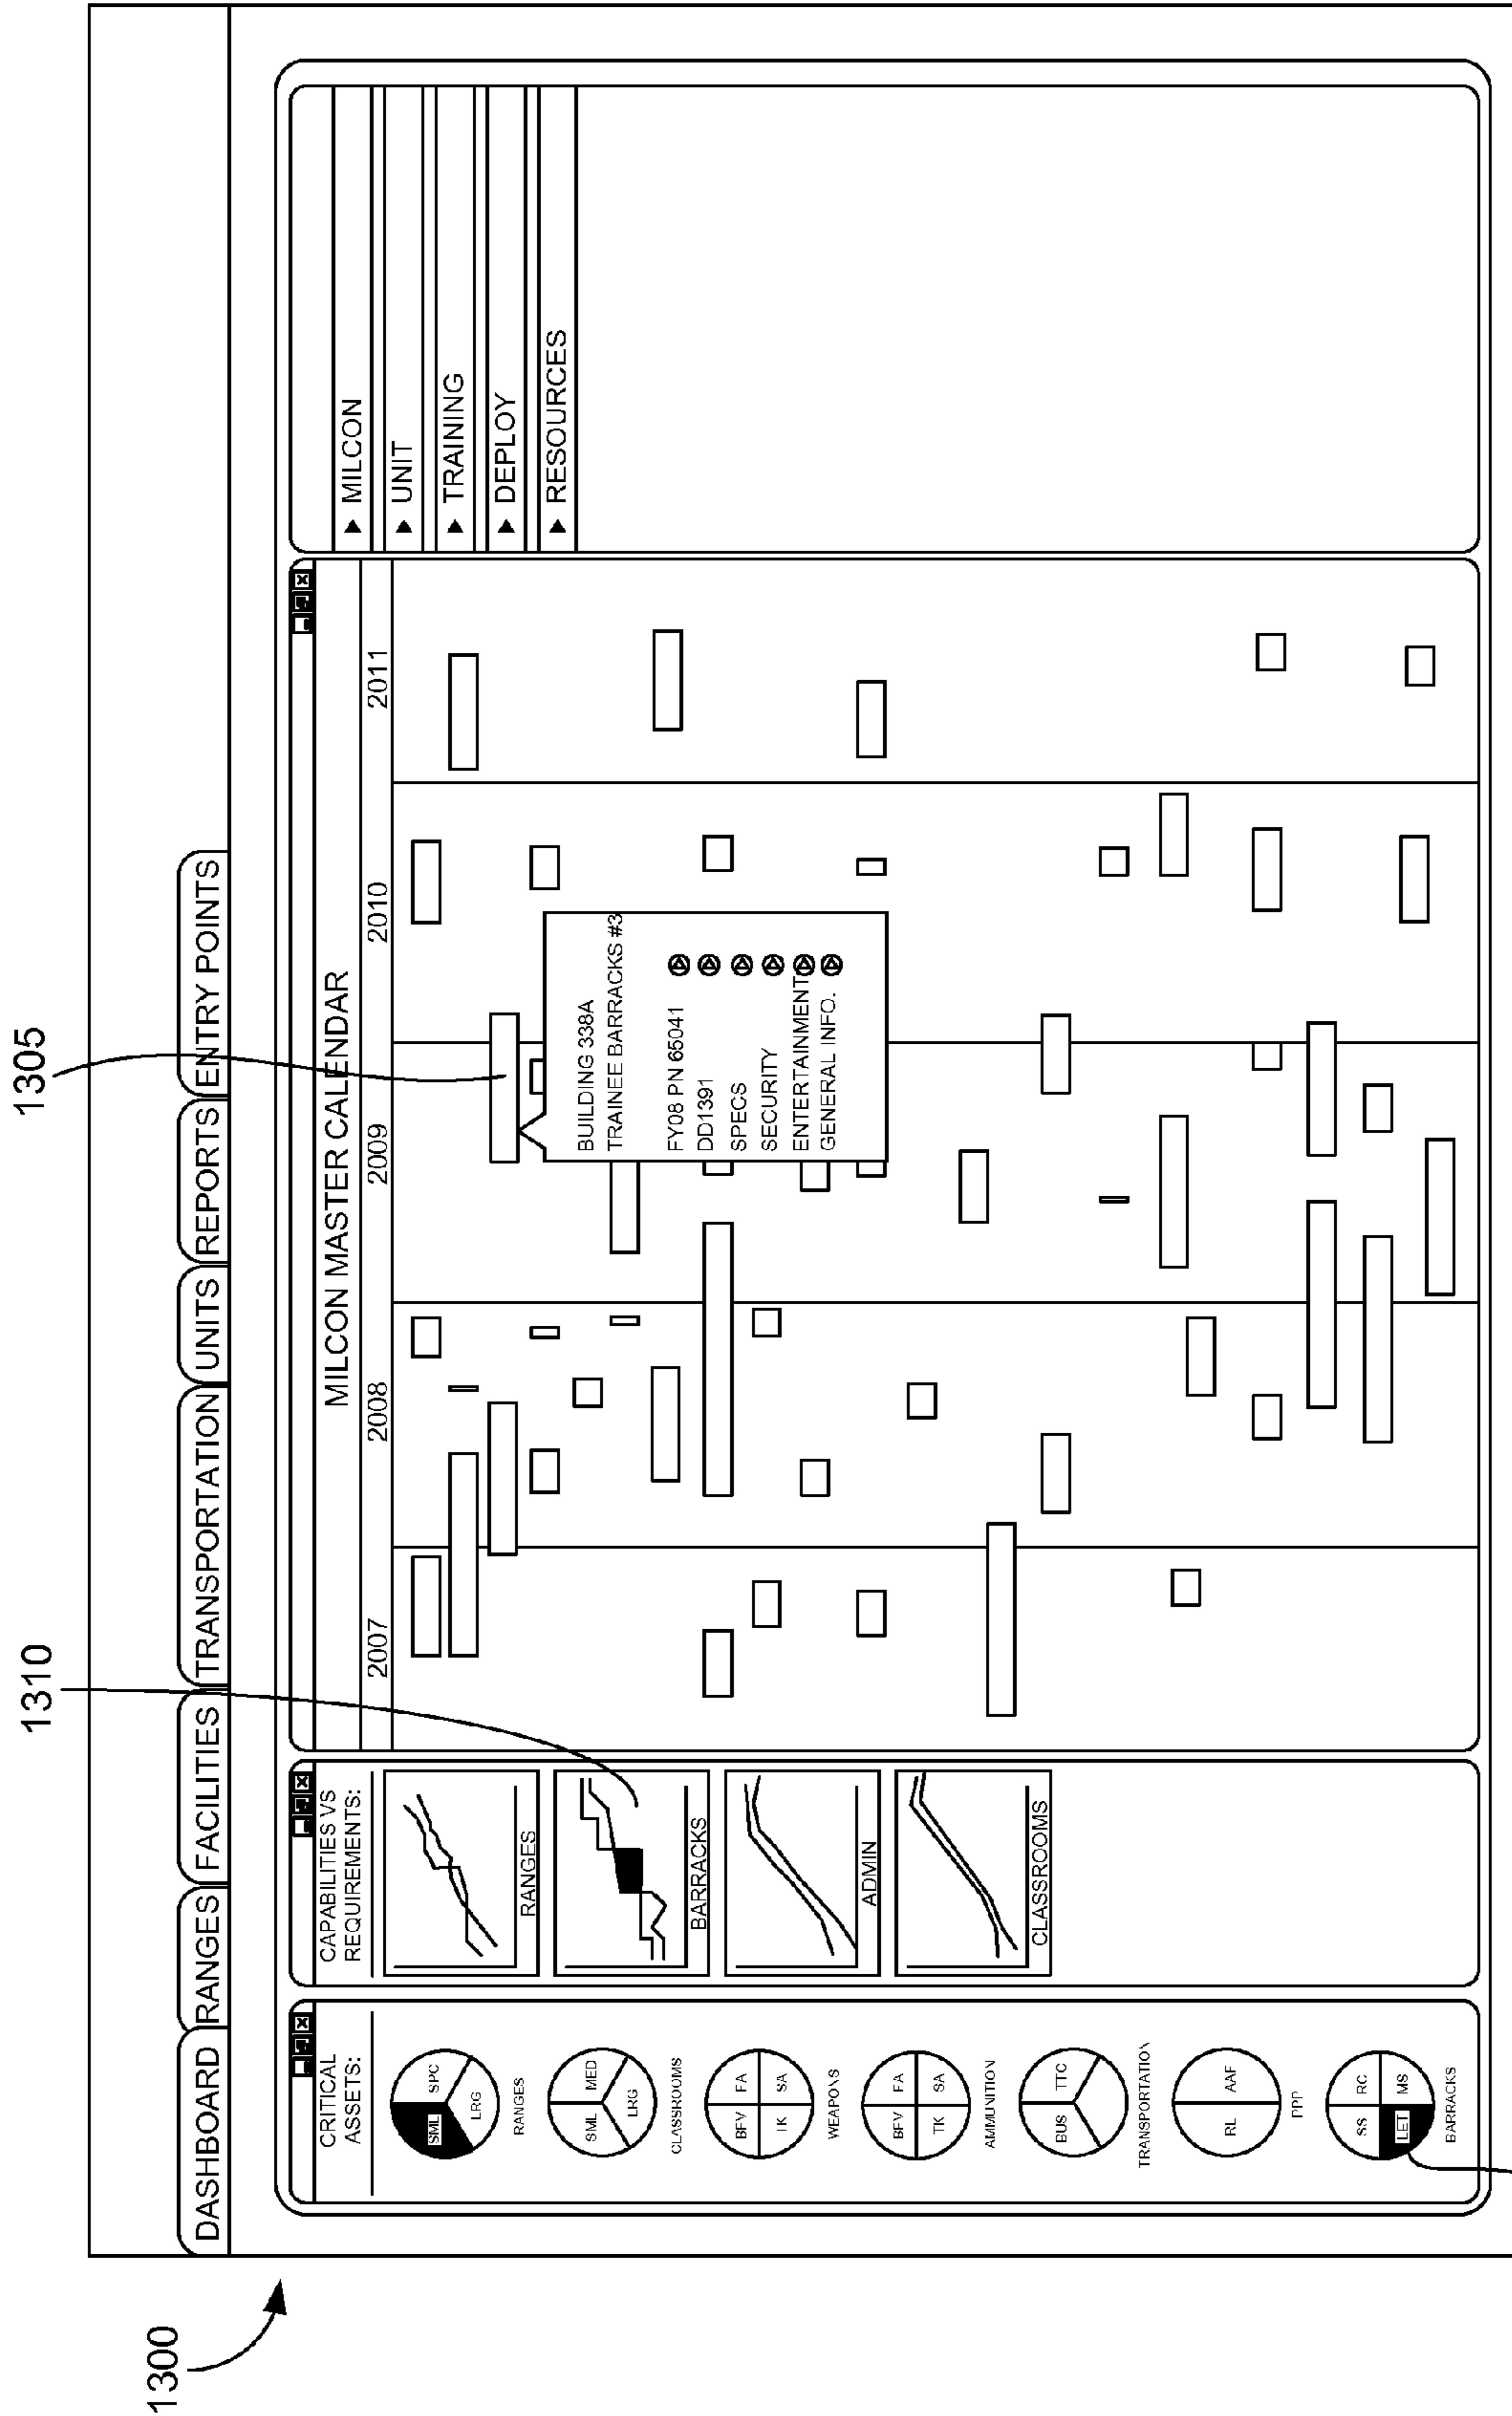 1305
1310
1300
DASHBOARD
RANGES
FACILITIES
TRANSPORTATION
UNITS
REPORTS
ENTRY POINTS
CRITICAL
ASSETS:
SML
SPC
LRG
RANGES
SML
MED
LRG
CLASSROOMS
BFV
FA
TK
SA
WEAPONS
BFV
FA
TK
SA
AMMUNITION
BUS
TTC
TRANSPORTATION
RL
AAF
PPP
SS
RC
LET
MS
BARRACKS
CAPABILITIES VS
REQUIREMENTS:
RANGES
BARRACKS
ADMIN
CLASSROOMS
MILCON MASTER CALENDAR
2007
2008
2009
2010
2011
BUILDING 338A
TRAINEE BARRACKS #3
FY08 PN 65041
DD1391
SPECS
SECURITY
ENTERTAINMENT
GENERAL INFO.
MILCON
UNIT
TRAINING
DEPLOY
RESOURCES